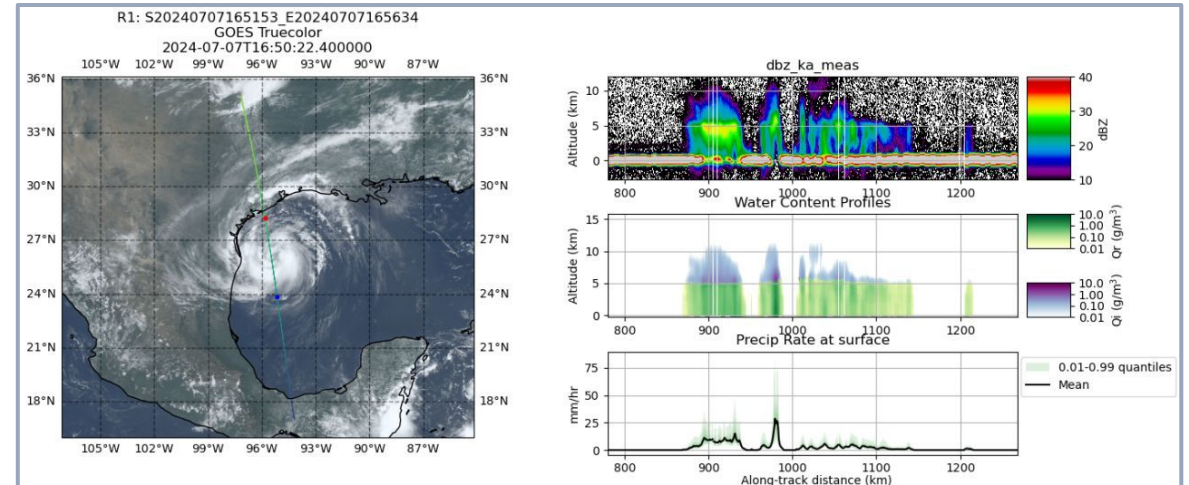 R1: S20240707165153_E20240707165634
GOES Truecolor
2024-07-07T16:50:22.400000
105°W 102°W 99°W 96°W 93°W 90°W 87°W
36°N 36°N
33°N 33°N
30°N 30°N
27°N 27°N
24°N 24°N
21°N 21°N
18°N 18°N
105°W 102°W 99°W 96°W 93°W 90°W 87°W
dbz_ka_meas
Altitude (km)
10
5
0
800 900 1000 1100 1200
40
30
20
10
dBZ
Water Content Profiles
Altitude (km)
15
10
5
0
800 900 1000 1100 1200
10.0
1.00
0.10
0.01
Qr (g/m³)
10.0
1.00
0.10
0.01
Qi (g/m³)
Precip Rate at surface
mm/hr
75
50
25
0
800 900 1000 1100 1200
Along-track distance (km)
0.01-0.99 quantiles
Mean